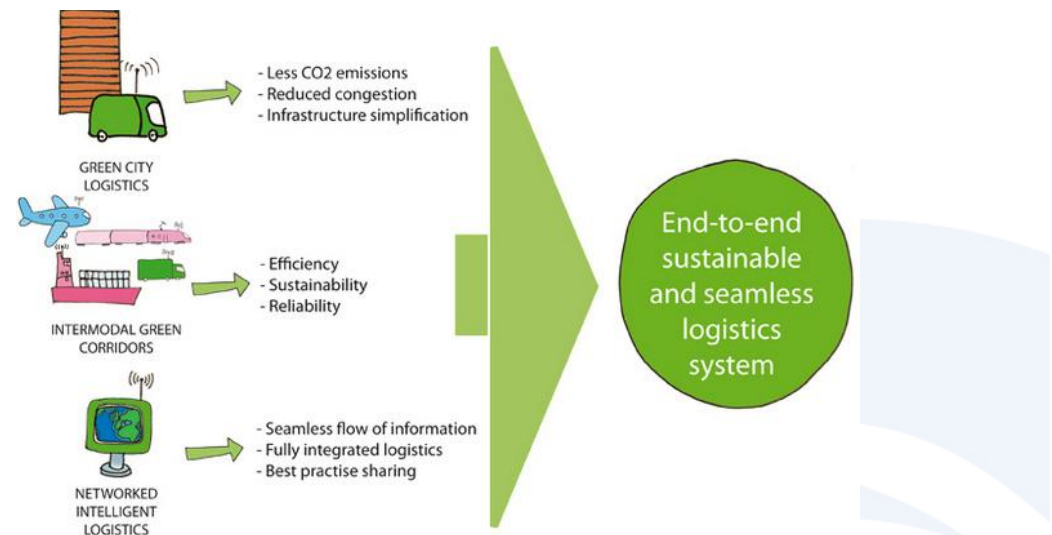 - Less CO2 emissions
- Reduced congestion
- Infrastructure simplification
GREEN CITY
LOGISTICS
- Efficiency
- Sustainability
- Reliability
INTERMODAL GREEN
CORRIDORS
- Seamless flow of information
- Fully integrated logistics
- Best practise sharing
NETWORKED
INTELLIGENT
LOGISTICS
End-to-end
sustainable
and seamless
logistics
system